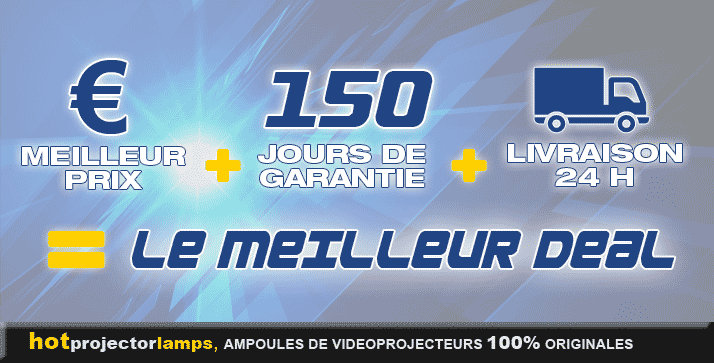 €
MEILLEUR
PRIX
+
150
JOURS DE
GARANTIE
+
LIVRAISON
24 H
= LE MEILLEUR DEAL
hotprojectorlamps, AMPOULES DE VIDEOPROJECTEURS 100% ORIGINALES